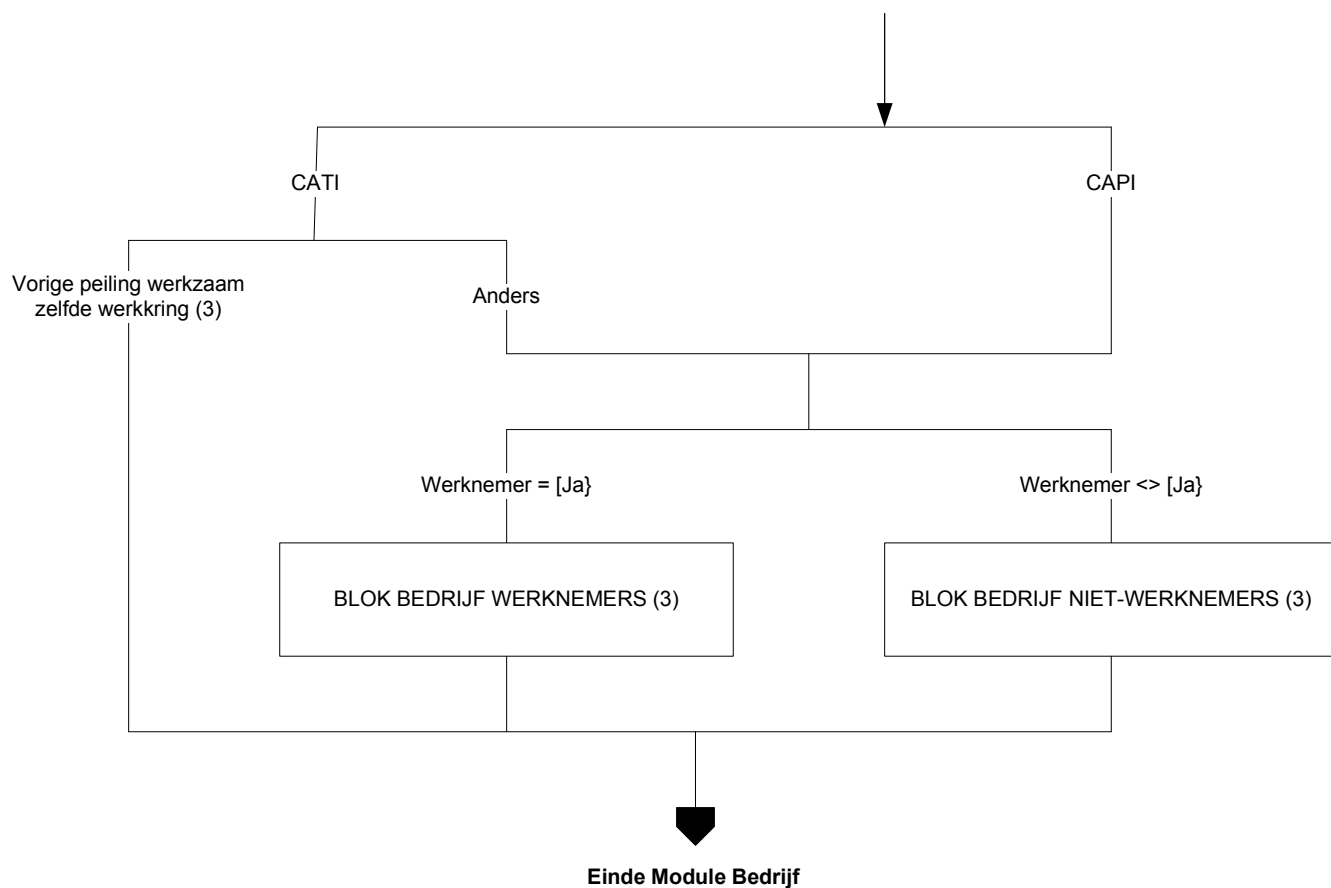 CATI
CAPI
Vorige peiling werkzaam
zelfde werkkring (3)
Anders
Werknemer = [Ja}
Werknemer <> [Ja}
BLOK BEDRIJF WERKNEMERS (3)
BLOK BEDRIJF NIET-WERKNEMERS (3)
Einde Module Bedrijf